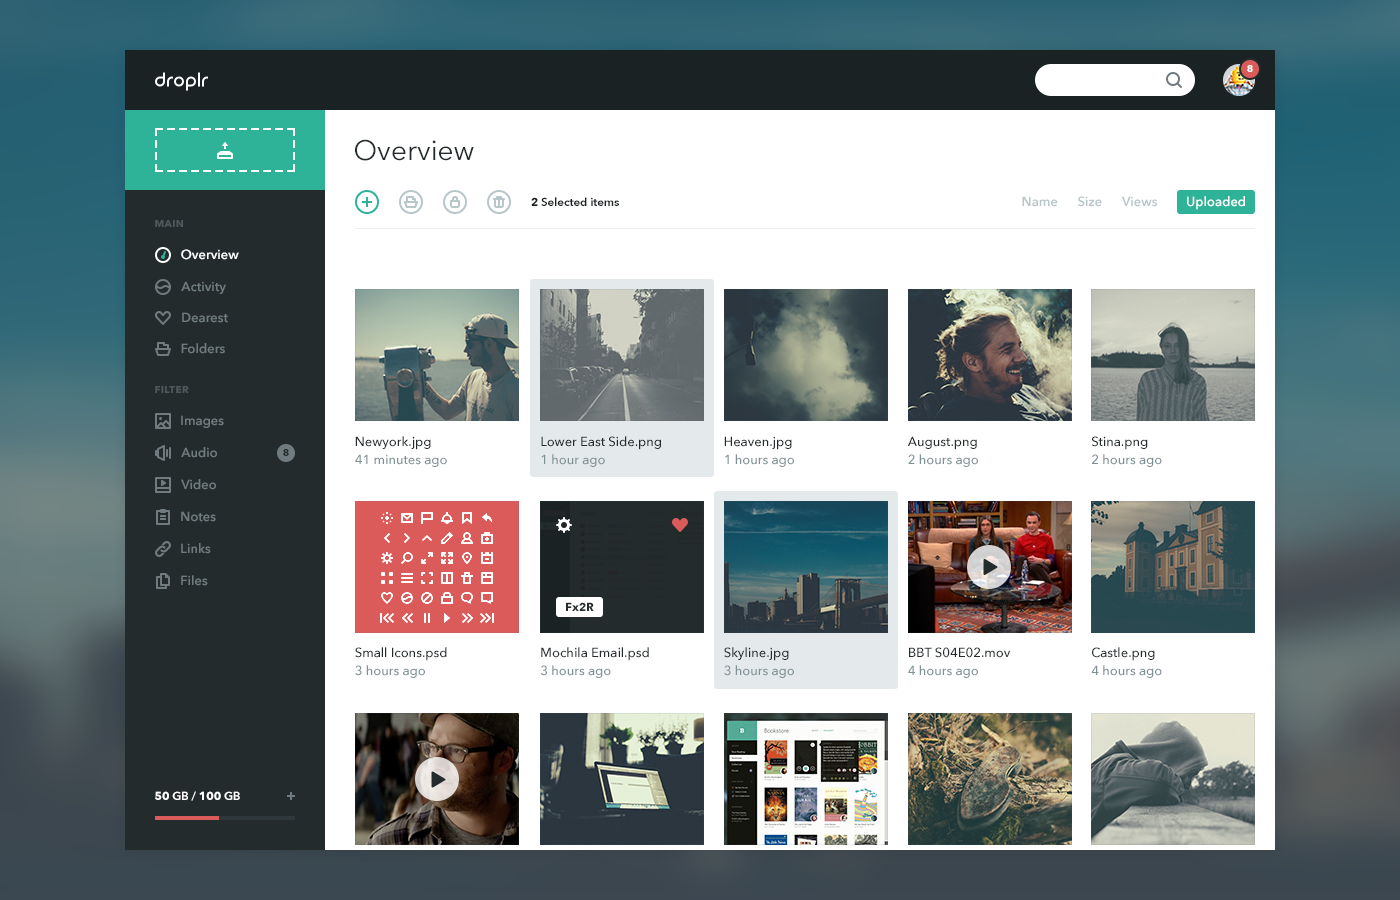 droplr
8
Overview
2 Selected items
Name
Size
Views
Uploaded
MAIN
Overview
Activity
Dearest
Folders
FILTER
Images
Audio
8
Video
Notes
Links
Files
50 GB / 100 GB
Newyork.jpg
41 minutes ago
Lower East Side.png
1 hour ago
Heaven.jpg
1 hours ago
August.png
2 hours ago
Stina.png
2 hours ago
Small Icons.psd
3 hours ago
Fx2R
Mochila Email.psd
3 hours ago
Skyline.jpg
3 hours ago
BBT S04E02.mov
4 hours ago
Castle.png
4 hours ago
B
Bookstore
NARNIA